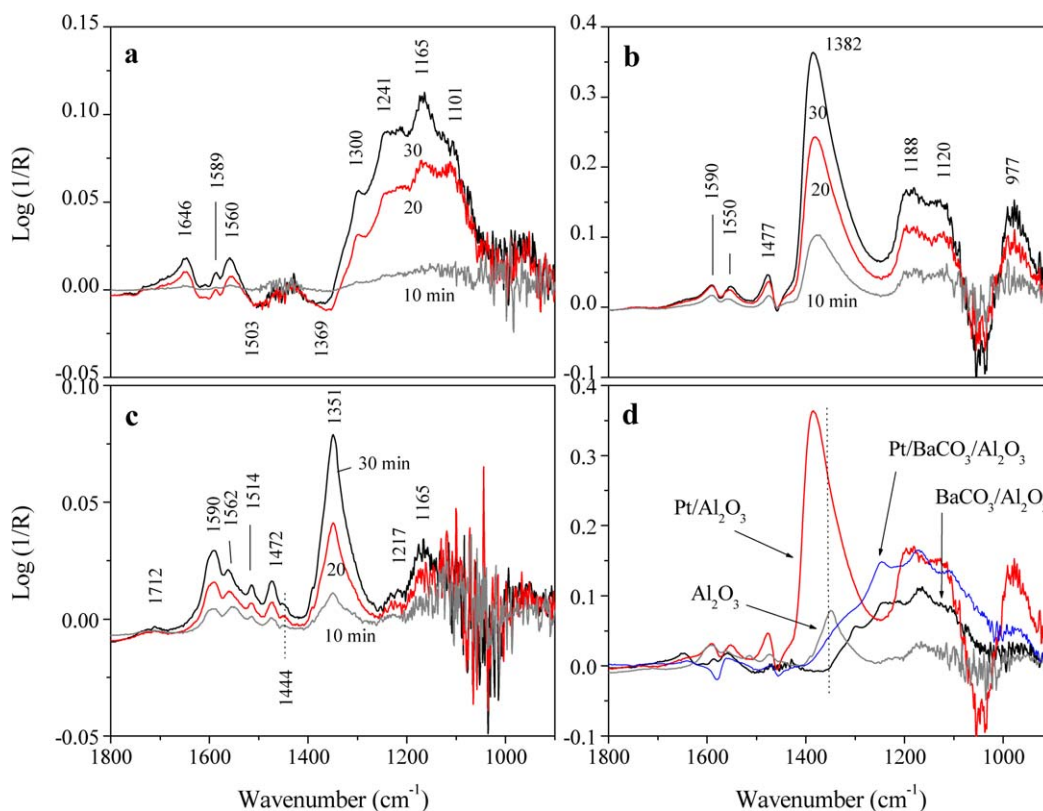 a
Log (1/R)
0.15
0.10
0.05
0.00
-0.05
1646
1589
1560
1503
1369
1300
1241
1165
1101
30
20
10 min
b
0.4
0.3
0.2
0.1
0.0
-0.1
1590
1550
1477
1382
1188
1120
977
30
20
10 min
c
Log (1/R)
0.10
0.05
0.00
-0.05
1712
1590
1562
1514
1472
1444
1351
1217
1165
30 min
20
10 min
1800 1600 1400 1200 1000
Wavenumber (cm⁻¹)
d
0.4
0.3
0.2
0.1
0.0
-0.1
Pt/BaCO₃/Al₂O₃
Pt/Al₂O₃
BaCO₃/Al₂O₃
Al₂O₃
1800 1600 1400 1200 1000
Wavenumber (cm⁻¹)